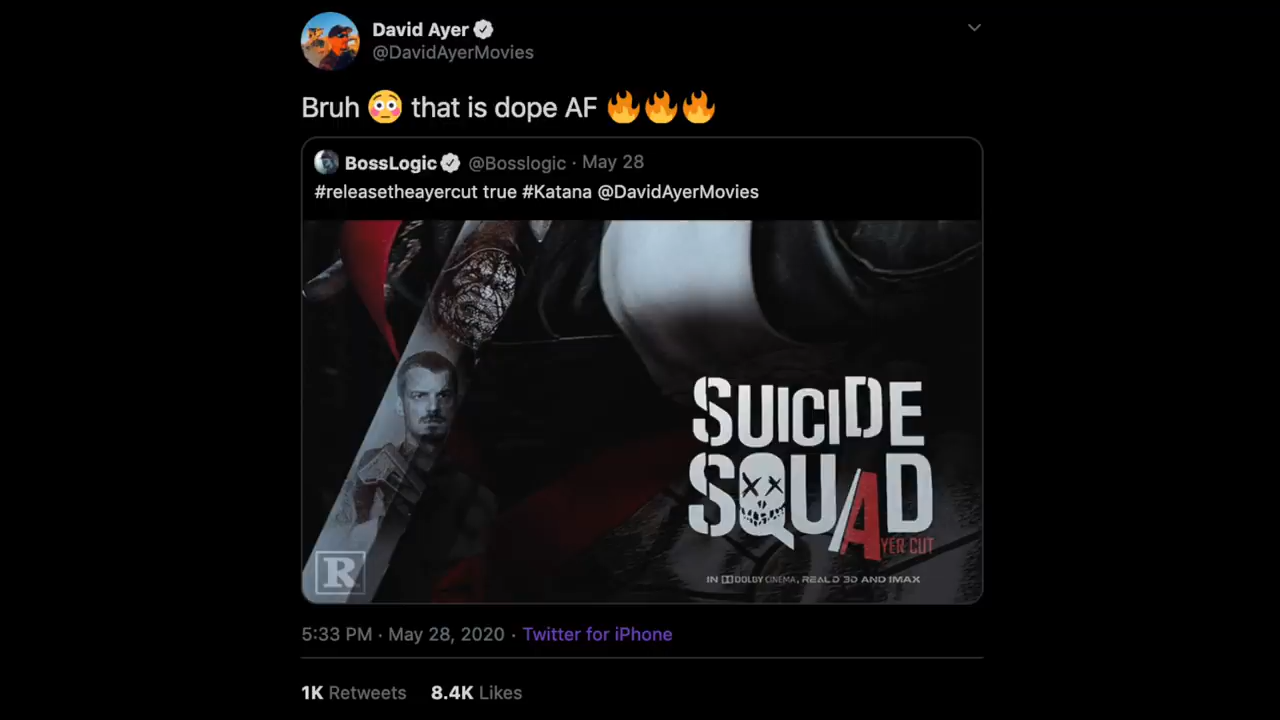 David Ayer
@DavidAyerMovies
Bruh 😳 that is dope AF 🔥🔥🔥
BossLogic @Bosslogic · May 28
#releasetheayercut true #Katana @DavidAyerMovies
SUICIDE
SQUAD
AYER CUT
R
IN DOLBY CINEMA, REAL D 3D AND IMAX
5:33 PM · May 28, 2020 · Twitter for iPhone
1K Retweets 8.4K Likes